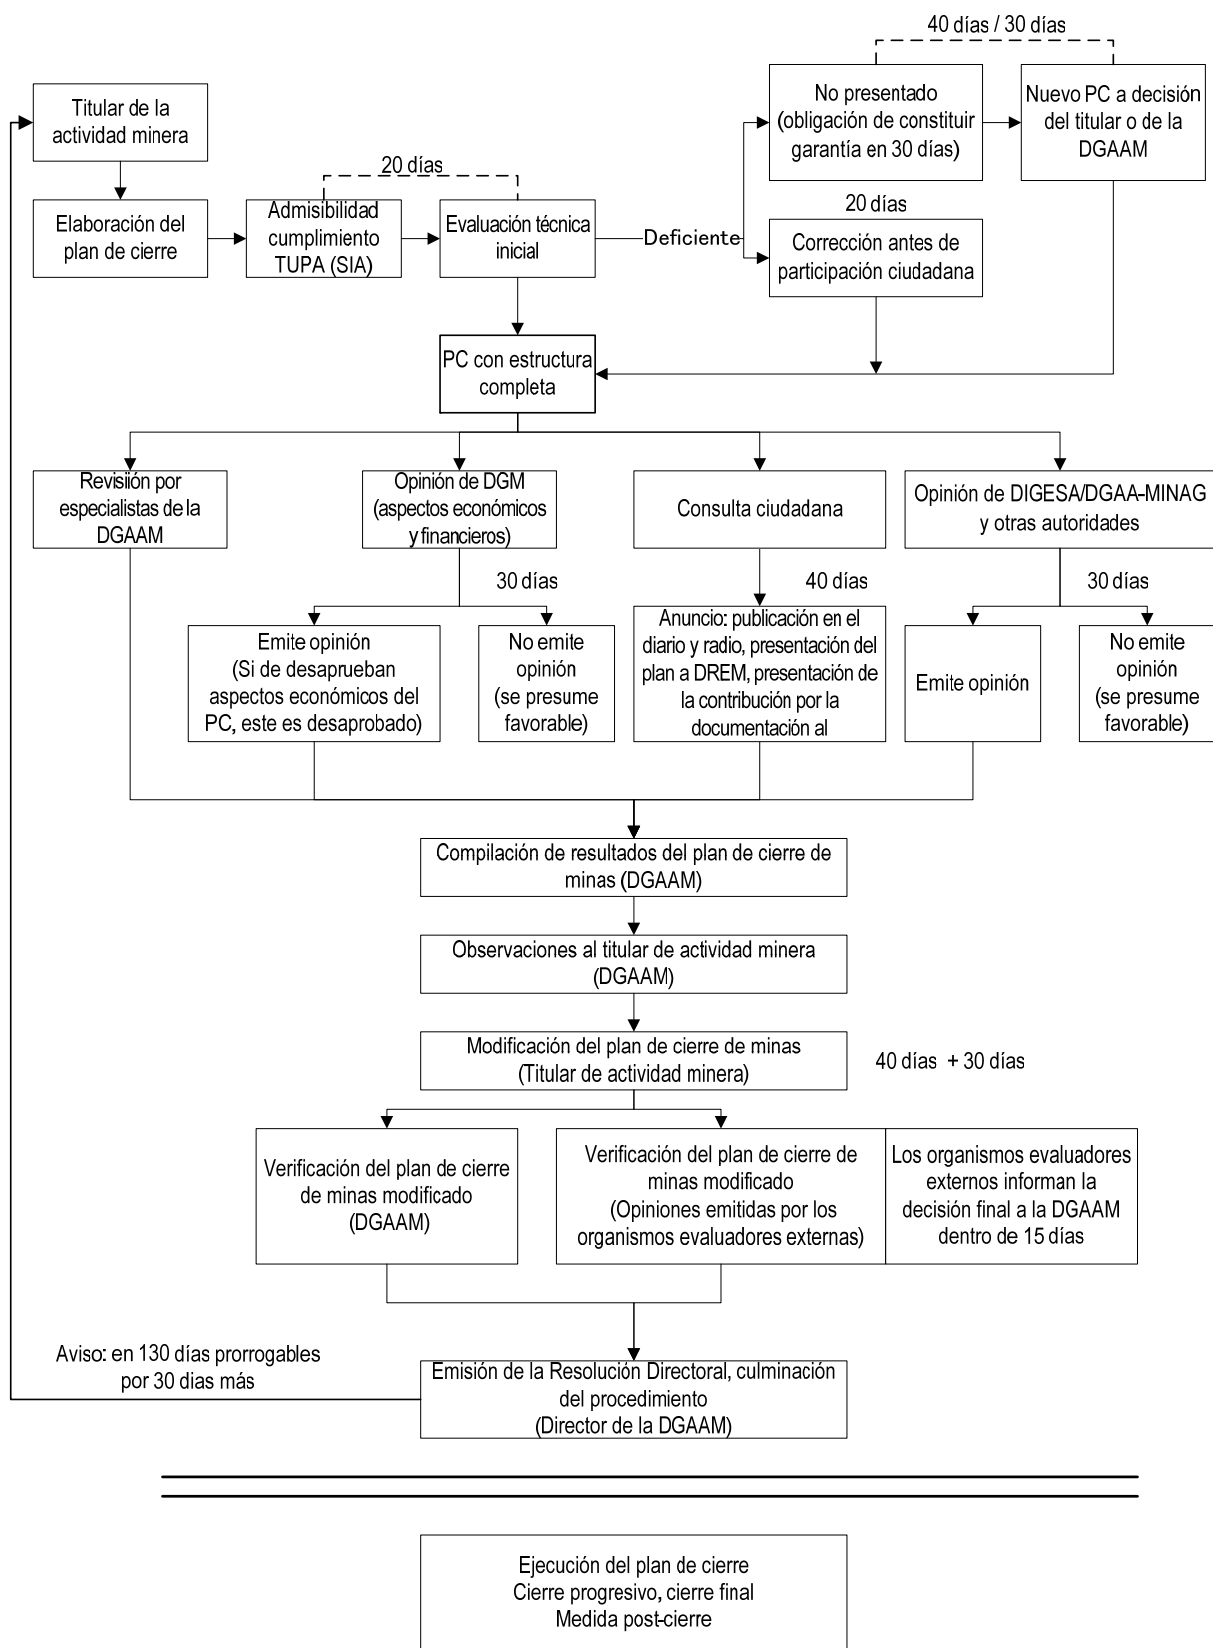 40 días / 30 días
Titular de la
actividad minera
No presentado
(obligación de constituir
garantía en 30 días)
Nuevo PC a decisión
del titular o de la
DGAAM
20 días
Elaboración del
plan de cierre
Admisibilidad
cumplimiento
TUPA (SIA)
Evaluación técnica
inicial
Deficiente
20 días
Corrección antes de
participación ciudadana
PC con estructura
completa
Revisiión por
especialistas de la
DGAAM
Opinión de DGM
(aspectos económicos
y financieros)
Consulta ciudadana
Opinión de DIGESA/DGAA-MINAG
y otras autoridades
30 días
40 días
30 días
Emite opinión
(Si de desaprueban
aspectos económicos del
PC, este es desaprobado)
No emite
opinión
(se presume
favorable)
Anuncio: publicación en el
diario y radio, presentación del
plan a DREM, presentación de
la contribución por la
documentación al
Emite opinión
No emite
opinión
(se presume
favorable)
Compilación de resultados del plan de cierre de
minas (DGAAM)
Observaciones al titular de actividad minera
(DGAAM)
Modificación del plan de cierre de minas
(Titular de actividad minera)
40 días + 30 días
Verificación del plan de cierre
de minas modificado
(DGAAM)
Verificación del plan de cierre de
minas modificado
(Opiniones emitidas por los
organismos evaluadores externas)
Los organismos evaluadores
externos informan la
decisión final a la DGAAM
dentro de 15 días
Aviso: en 130 días prorrogables
por 30 dias más
Emisión de la Resolución Directoral, culminación
del procedimiento
(Director de la DGAAM)
Ejecución del plan de cierre
Cierre progresivo, cierre final
Medida post-cierre